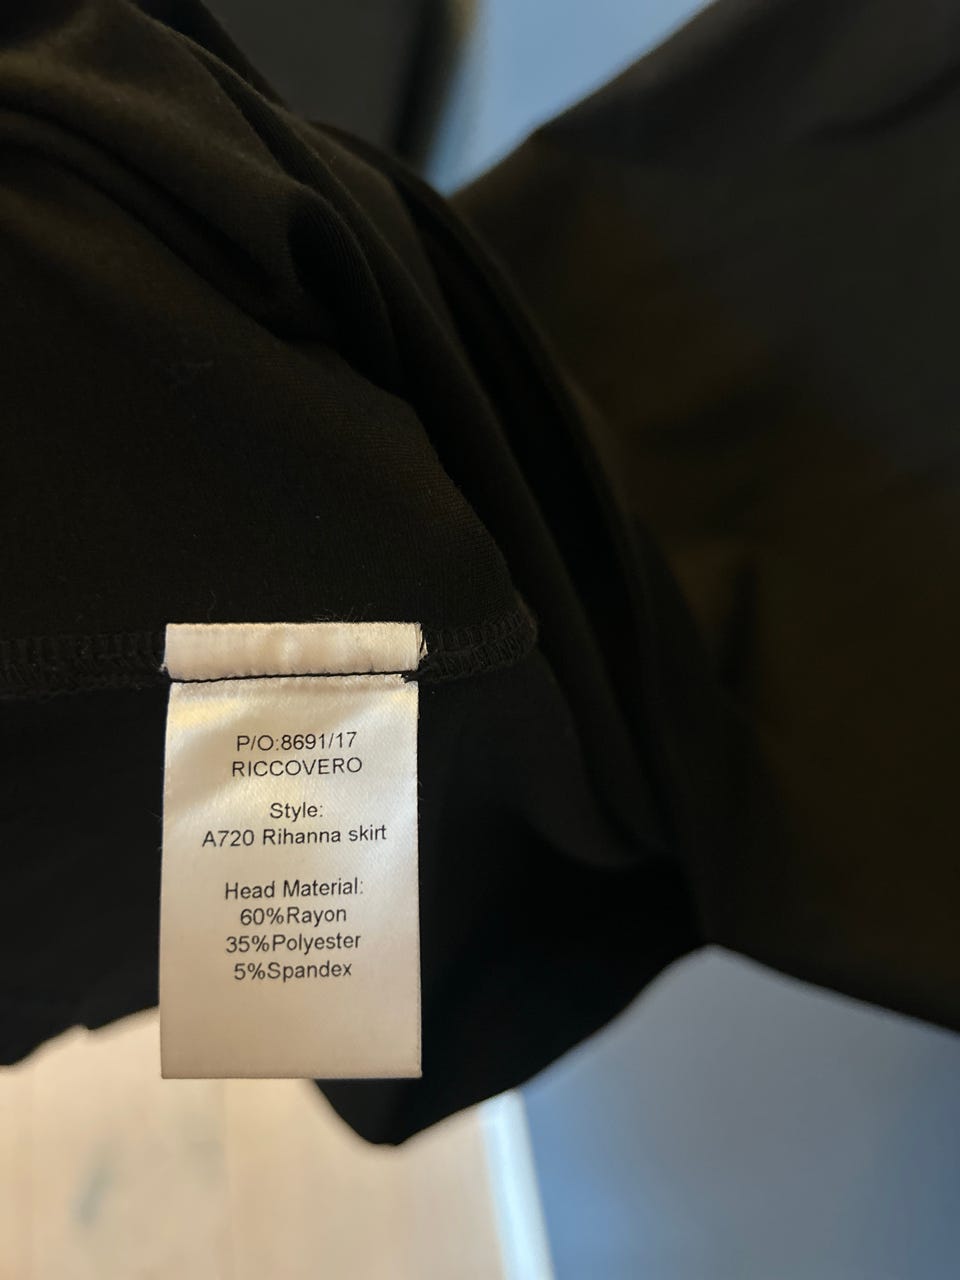 P/O:8691/17
RICCOVERO
Style:
A720 Rihanna skirt
Head Material:
60%Rayon
35%Polyester
5%Spandex